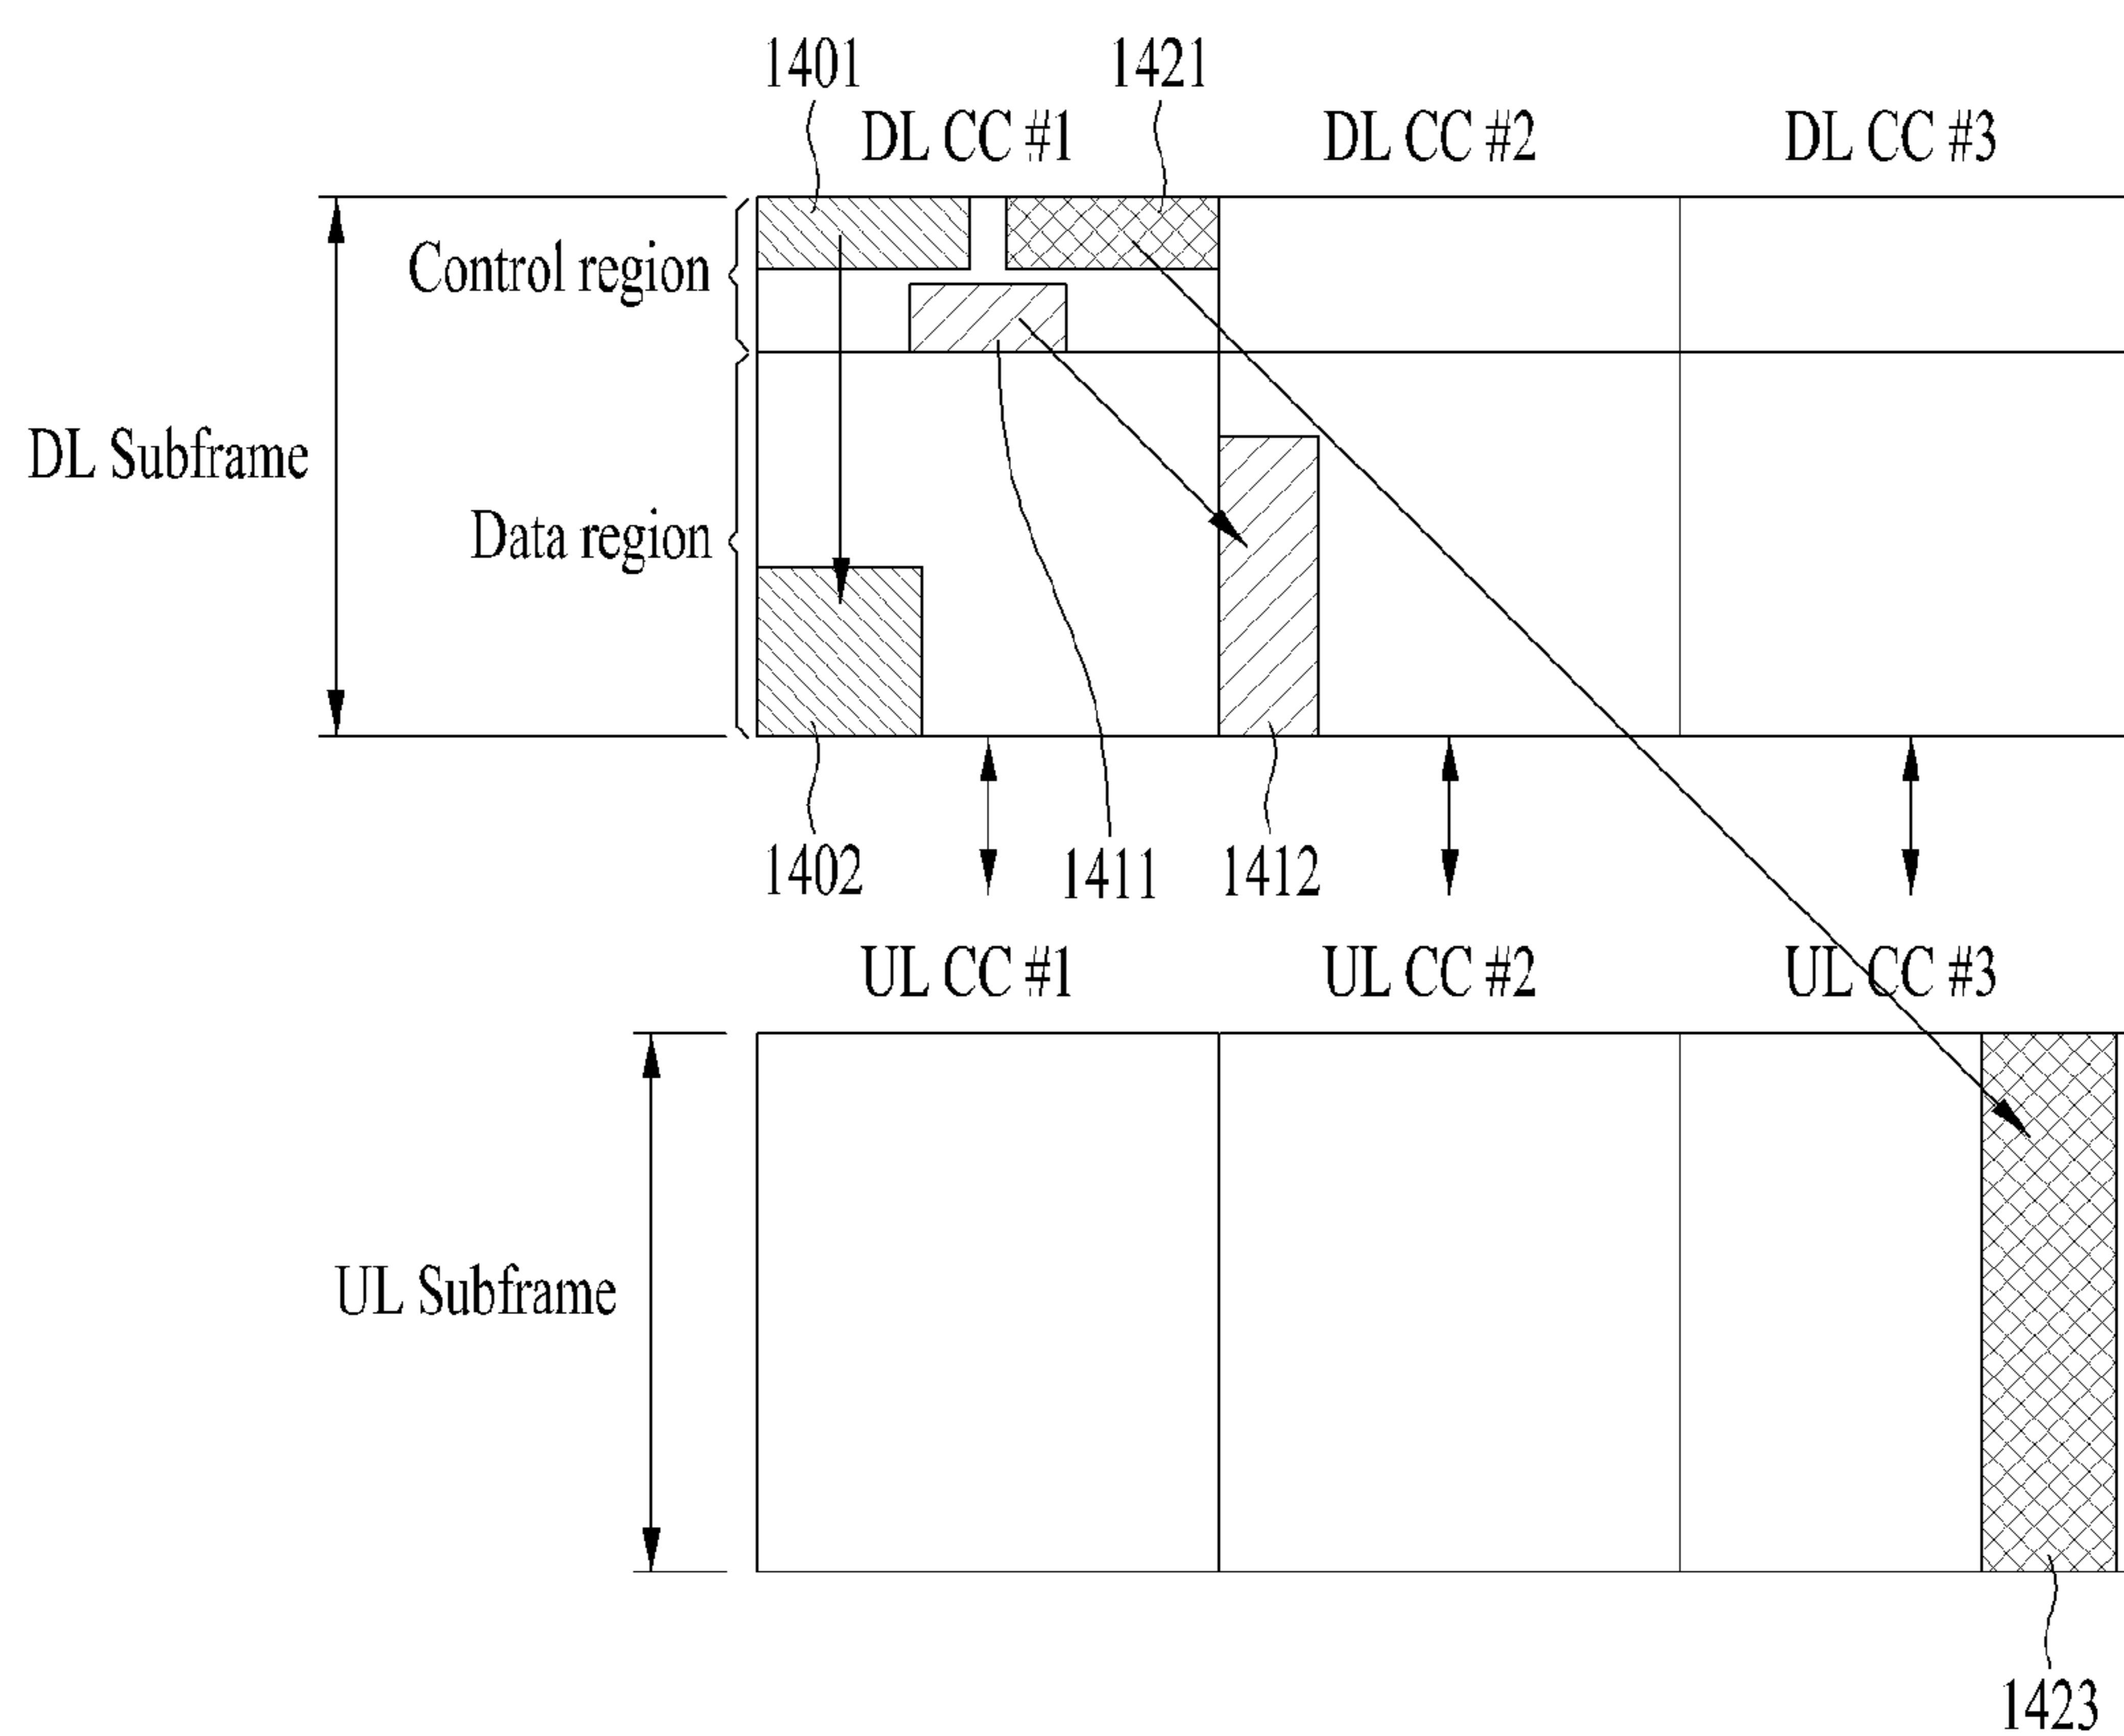 1401
1421
DL CC #1
DL CC #2
DL CC #3
Control region
DL Subframe
Data region
1402
1411
1412
UL CC #1
UL CC #2
UL CC #3
UL Subframe
1423